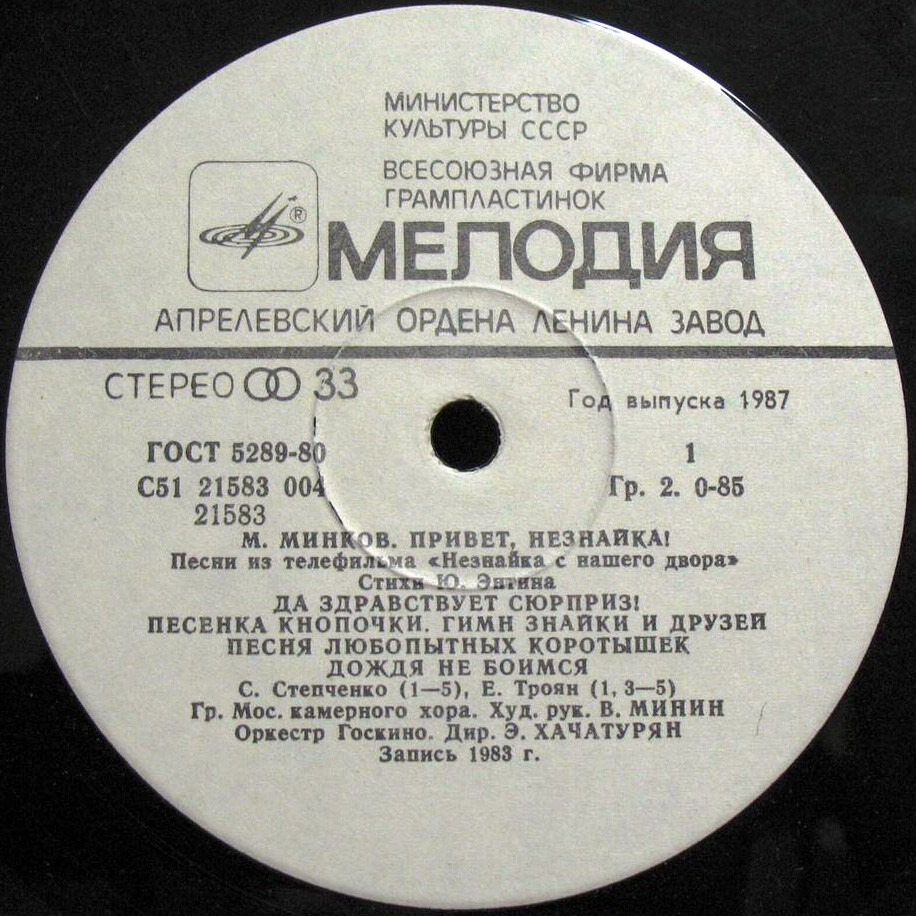 МИНИСТЕРСТВО
КУЛЬТУРЫ СССР
ВСЕСОЮЗНАЯ ФИРМА
ГРАМПЛАСТИНОК
®
МЕЛОДИЯ
АПРЕЛЕВСКИЙ ОРДЕНА ЛЕНИНА ЗАВОД
СТЕРЕО 33
Год выпуска 1987
ГОСТ 5289-80 1
С51 21583 004 Гр. 2. 0-85
21583
М. МИНКОВ. ПРИВЕТ, НЕЗНАЙКА!
Песни из телефильма «Незнайка с нашего двора»
Стихи Ю. Энтина
ДА ЗДРАВСТВУЕТ СЮРПРИЗ!
ПЕСЕНКА КНОПОЧКИ. ГИМН ЗНАЙКИ И ДРУЗЕЙ
ПЕСНЯ ЛЮБОПЫТНЫХ КОРОТЫШЕК
ДОЖДЯ НЕ БОИМСЯ
С. Степченко (1—5), Е. Троян (1, 3—5)
Гр. Мос. камерного хора. Худ. рук. В. МИНИН
Оркестр Госкино. Дир. Э. ХАЧАТУРЯН
Запись 1983 г.